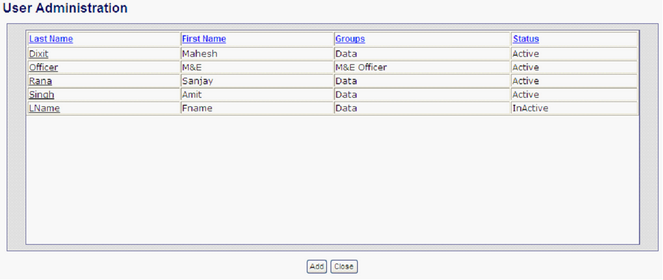 User Administration
Last Name First Name Groups Status
Dixit Mahesh Data Active
Officer M&E M&E Officer Active
Rana Sanjay Data Active
Singh Amit Data Active
LName Fname Data InActive
Add Close